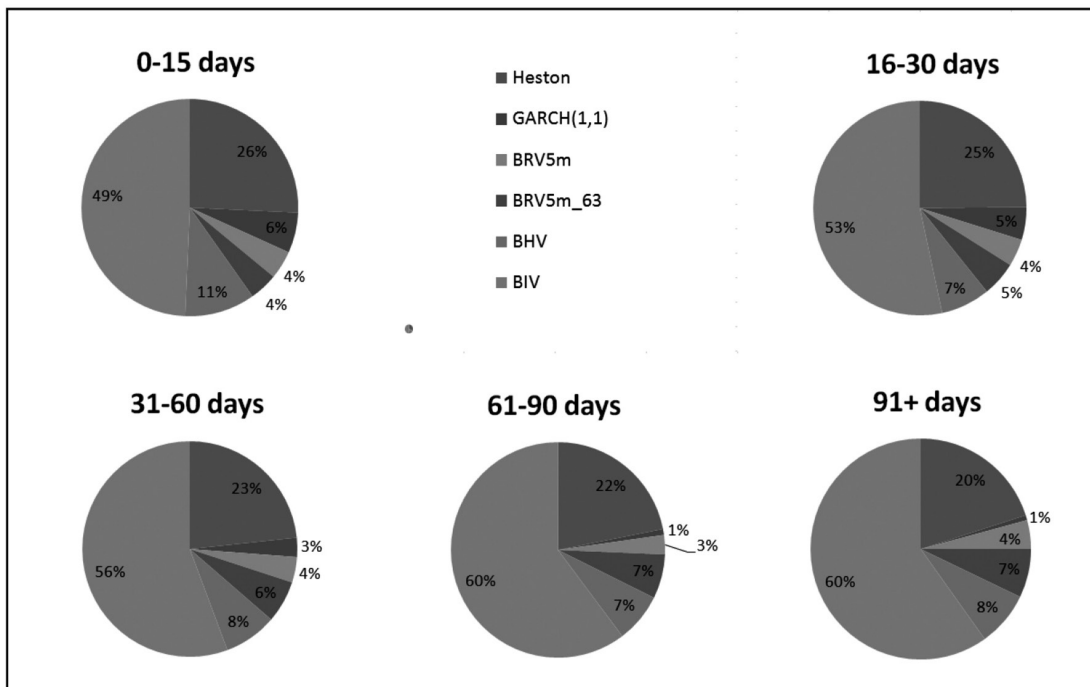 0-15 days
26%
6%
4%
4%
11%
49%
Heston
GARCH(1,1)
BRV5m
BRV5m_63
BHV
BIV
16-30 days
25%
5%
4%
5%
7%
53%
31-60 days
23%
3%
4%
6%
8%
56%
61-90 days
22%
1%
3%
7%
7%
60%
91+ days
20%
1%
4%
7%
8%
60%